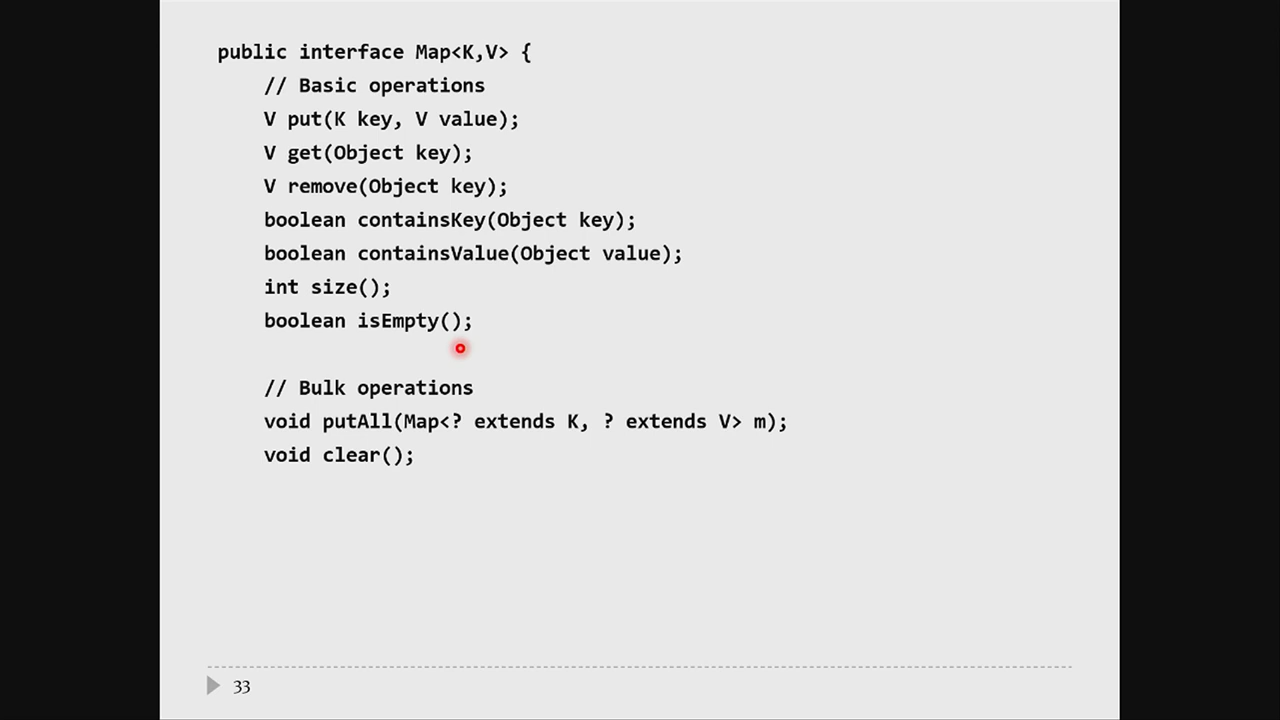 public interface Map<K,V> {
// Basic operations
V put(K key, V value);
V get(Object key);
V remove(Object key);
boolean containsKey(Object key);
boolean containsValue(Object value);
int size();
boolean isEmpty();
// Bulk operations
void putAll(Map<? extends K, ? extends V> m);
void clear();
33